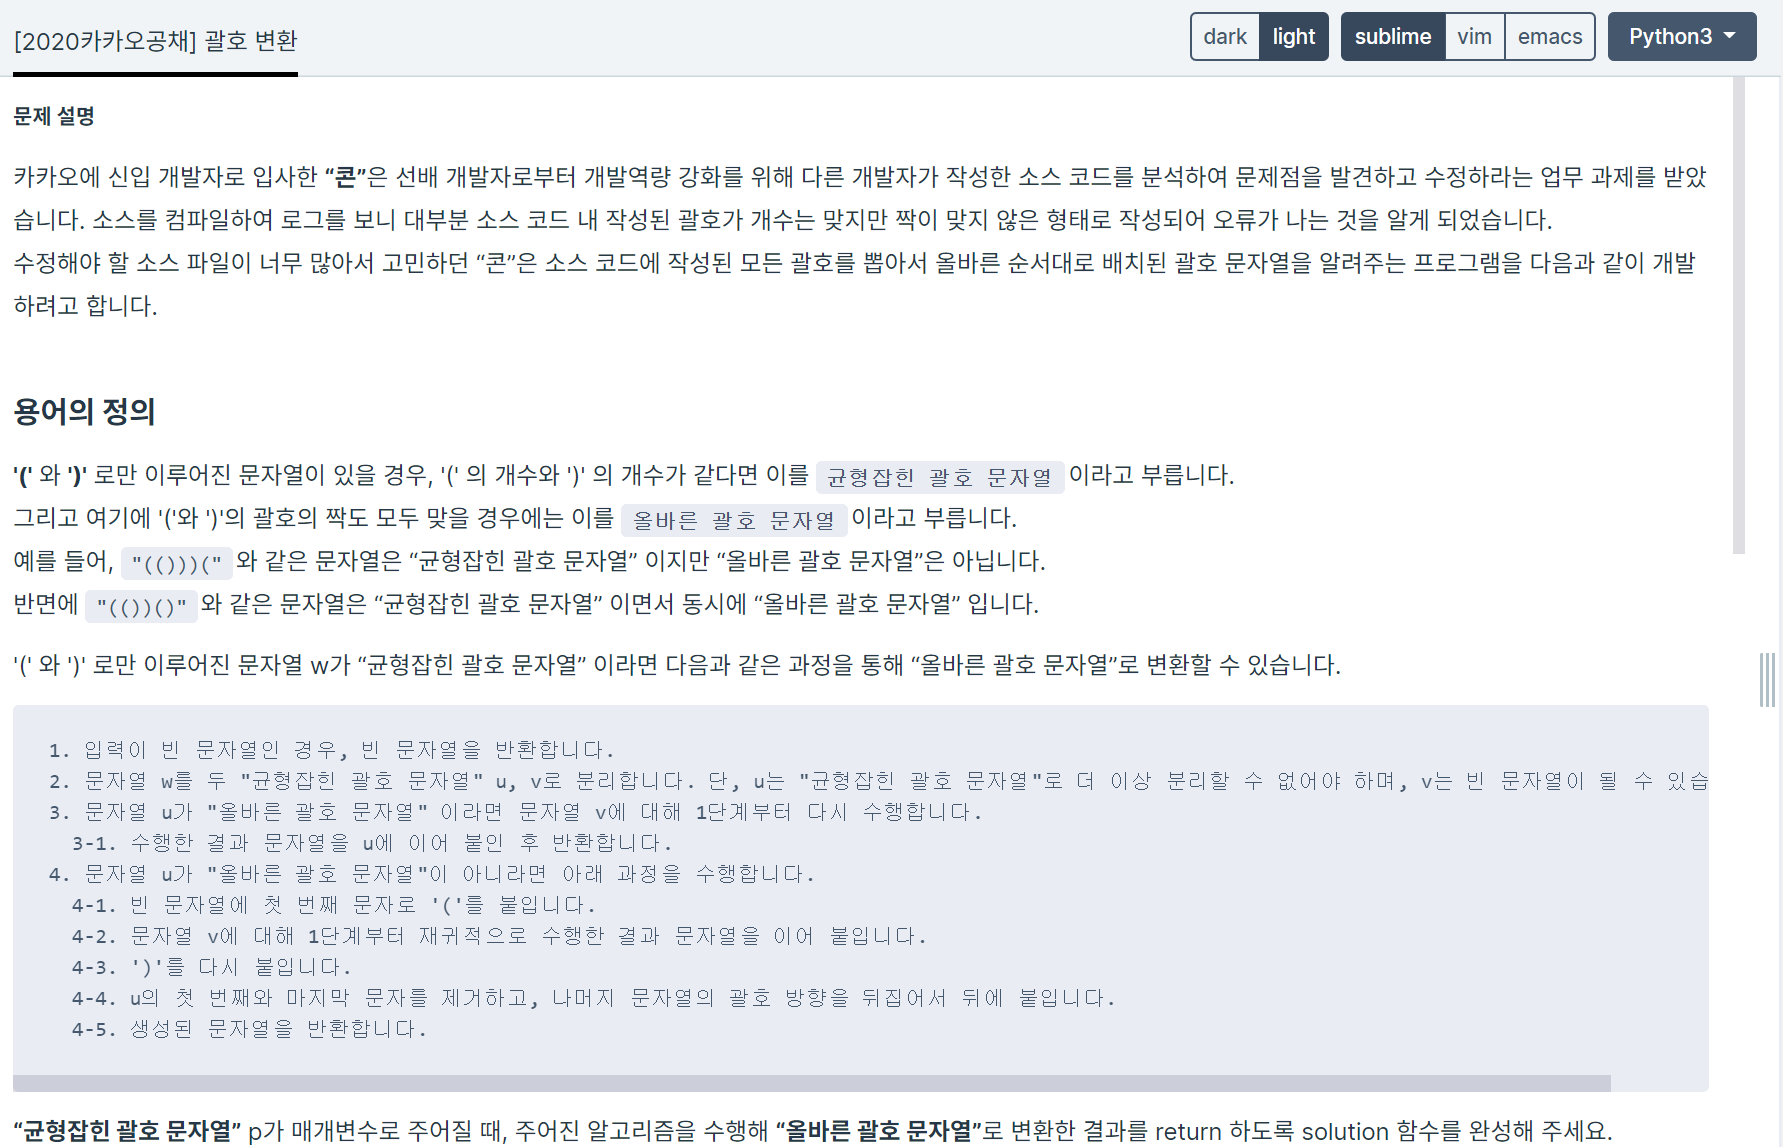 [2020카카오공채] 괄호 변환
dark light sublime vim emacs Python3
문제 설명
카카오에 신입 개발자로 입사한 “콘”은 선배 개발자로부터 개발역량 강화를 위해 다른 개발자가 작성한 소스 코드를 분석하여 문제점을 발견하고 수정하라는 업무 과제를 받았
습니다. 소스를 컴파일하여 로그를 보니 대부분 소스 코드 내 작성된 괄호가 개수는 맞지만 짝이 맞지 않은 형태로 작성되어 오류가 나는 것을 알게 되었습니다.
수정해야 할 소스 파일이 너무 많아서 고민하던 “콘”은 소스 코드에 작성된 모든 괄호를 뽑아서 올바른 순서대로 배치된 괄호 문자열을 알려주는 프로그램을 다음과 같이 개발
하려고 합니다.
용어의 정의
'(' 와 ')' 로만 이루어진 문자열이 있을 경우, '(' 의 개수와 ')' 의 개수가 같다면 이를 균형잡힌 괄호 문자열 이라고 부릅니다.
그리고 여기에 '('와 ')'의 괄호의 짝도 모두 맞을 경우에는 이를 올바른 괄호 문자열 이라고 부릅니다.
예를 들어, "(()))(" 와 같은 문자열은 “균형잡힌 괄호 문자열” 이지만 “올바른 괄호 문자열”은 아닙니다.
반면에 "(())()" 와 같은 문자열은 “균형잡힌 괄호 문자열” 이면서 동시에 “올바른 괄호 문자열” 입니다.
'(' 와 ')' 로만 이루어진 문자열 w가 “균형잡힌 괄호 문자열” 이라면 다음과 같은 과정을 통해 “올바른 괄호 문자열”로 변환할 수 있습니다.
1. 입력이 빈 문자열인 경우, 빈 문자열을 반환합니다.
2. 문자열 w를 두 "균형잡힌 괄호 문자열" u, v로 분리합니다. 단, u는 "균형잡힌 괄호 문자열"로 더 이상 분리할 수 없어야 하며, v는 빈 문자열이 될 수 있습
3. 문자열 u가 "올바른 괄호 문자열" 이라면 문자열 v에 대해 1단계부터 다시 수행합니다.
3-1. 수행한 결과 문자열을 u에 이어 붙인 후 반환합니다.
4. 문자열 u가 "올바른 괄호 문자열"이 아니라면 아래 과정을 수행합니다.
4-1. 빈 문자열에 첫 번째 문자로 '('를 붙입니다.
4-2. 문자열 v에 대해 1단계부터 재귀적으로 수행한 결과 문자열을 이어 붙입니다.
4-3. ')'를 다시 붙입니다.
4-4. u의 첫 번째와 마지막 문자를 제거하고, 나머지 문자열의 괄호 방향을 뒤집어서 뒤에 붙입니다.
4-5. 생성된 문자열을 반환합니다.
“균형잡힌 괄호 문자열” p가 매개변수로 주어질 때, 주어진 알고리즘을 수행해 “올바른 괄호 문자열”로 변환한 결과를 return 하도록 solution 함수를 완성해 주세요.